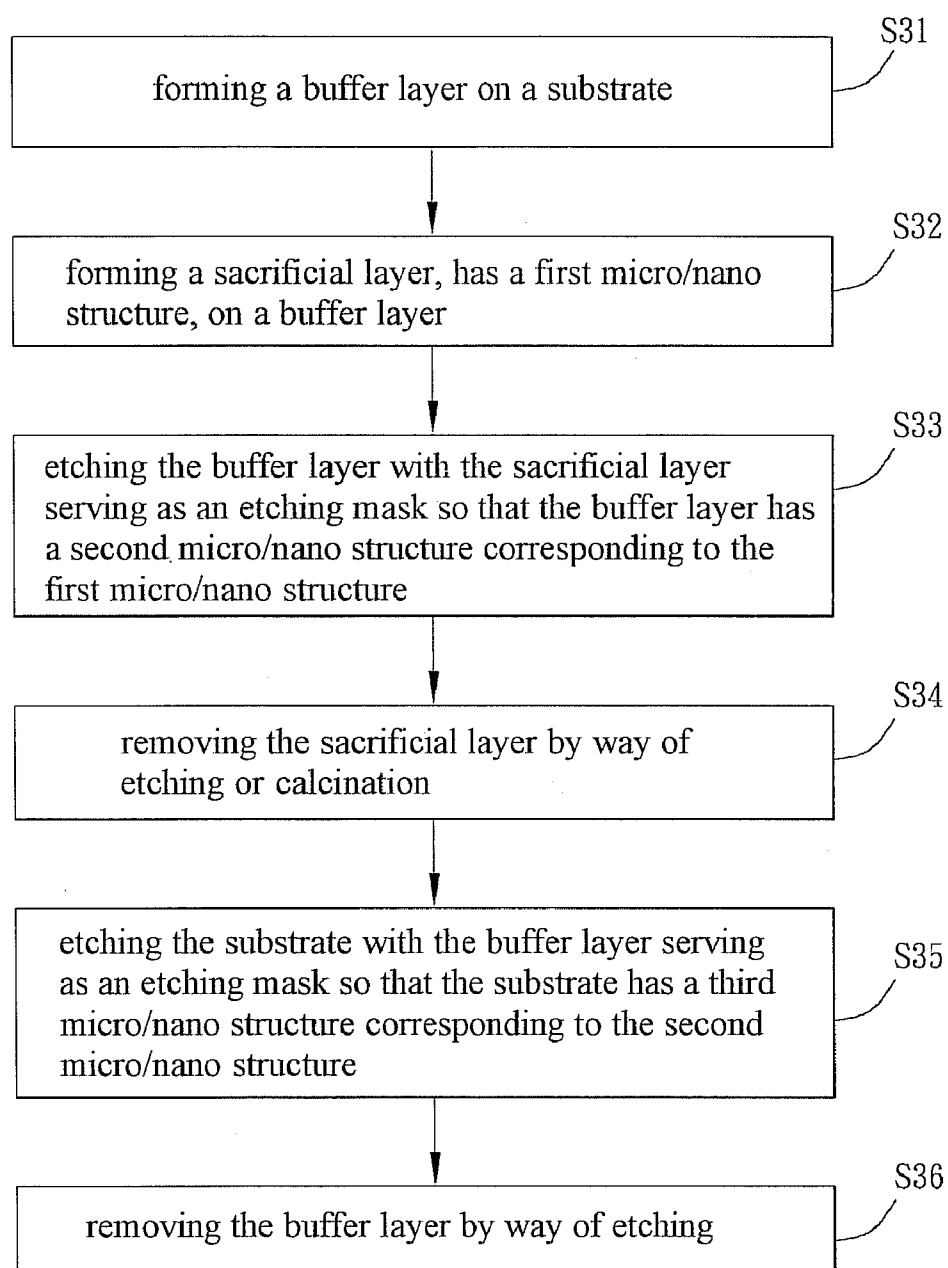 S31
forming a buffer layer on a substrate
S32
forming a sacrificial layer, has a first micro/nano
structure, on a buffer layer
S33
etching the buffer layer with the sacrificial layer
serving as an etching mask so that the buffer layer has
a second micro/nano structure corresponding to the
first micro/nano structure
S34
removing the sacrificial layer by way of
etching or calcination
S35
etching the substrate with the buffer layer serving
as an etching mask so that the substrate has a third
micro/nano structure corresponding to the second
micro/nano structure
S36
removing the buffer layer by way of etching